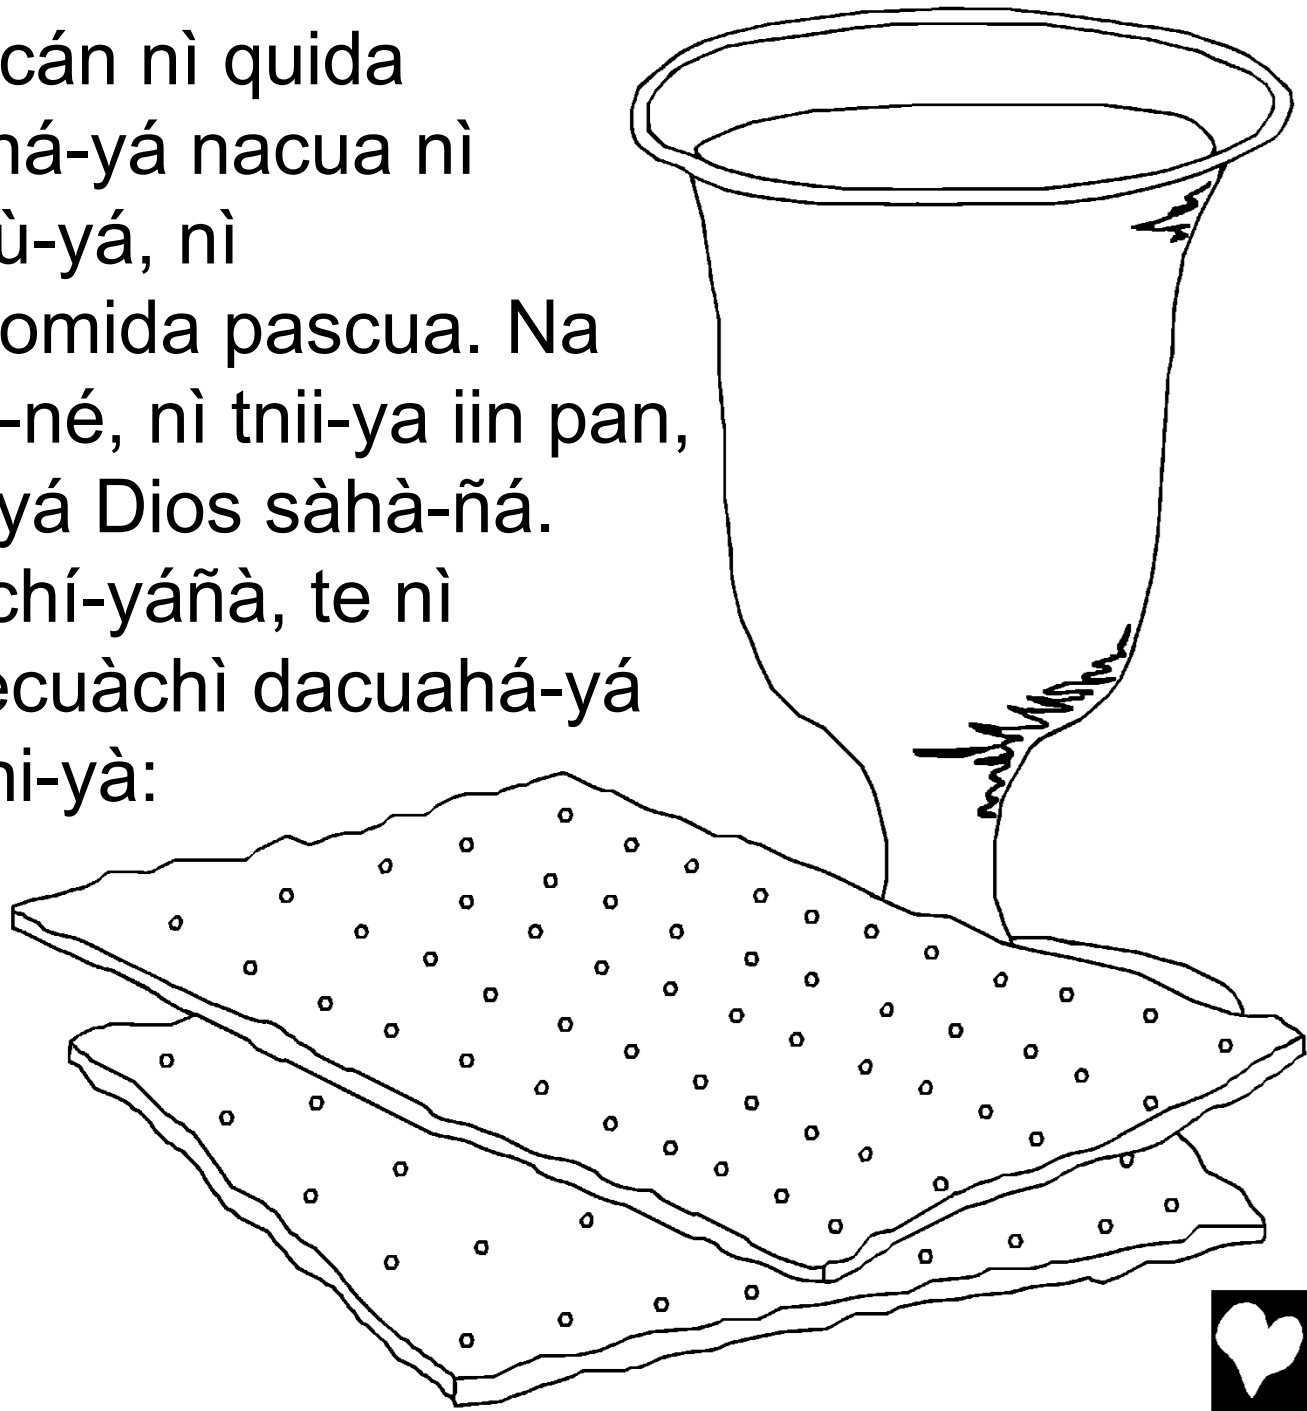 cán nì quida
há-yá nacua nì
ù-yá, nì
omida pascua. Na
-né, nì tnii-ya iin pan,
yá Dios sàhà-ñá.
chí-yáñà, te nì
ecuàchì dacuahá-yá
hi-yà: